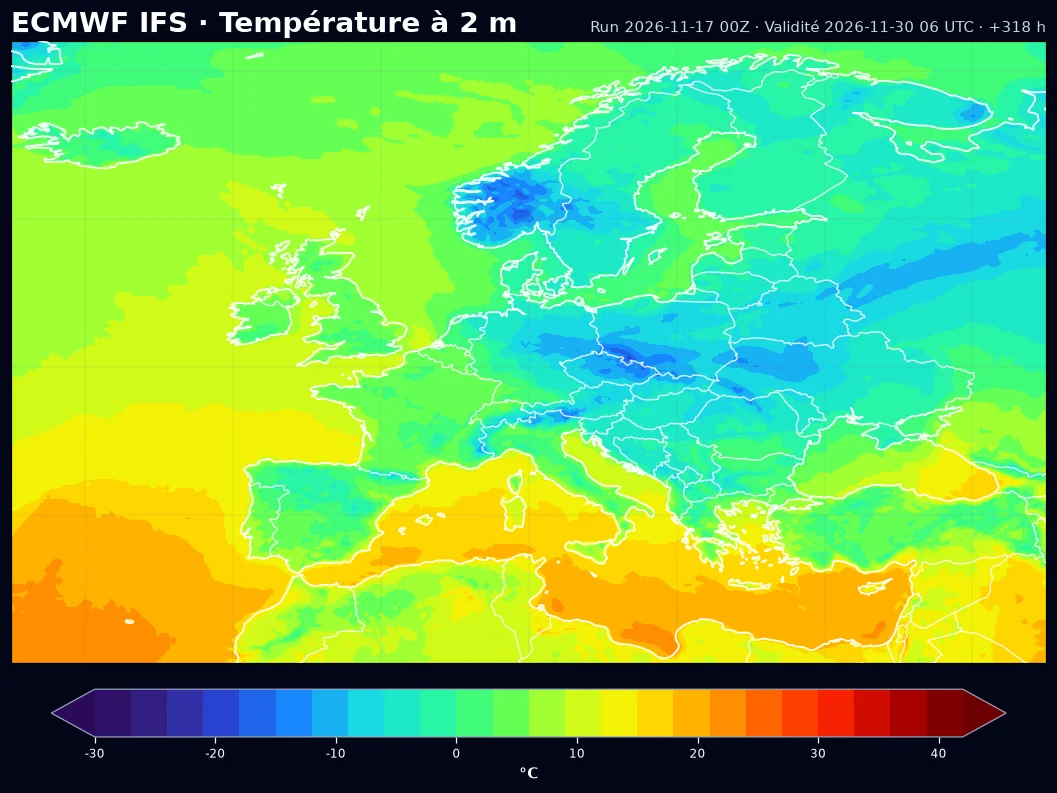 ECMWF IFS · Température à 2 m
Run 2026-11-17 00Z · Validité 2026-11-30 06 UTC · +318 h
-30 -20 -10 0 10 20 30 40
°C